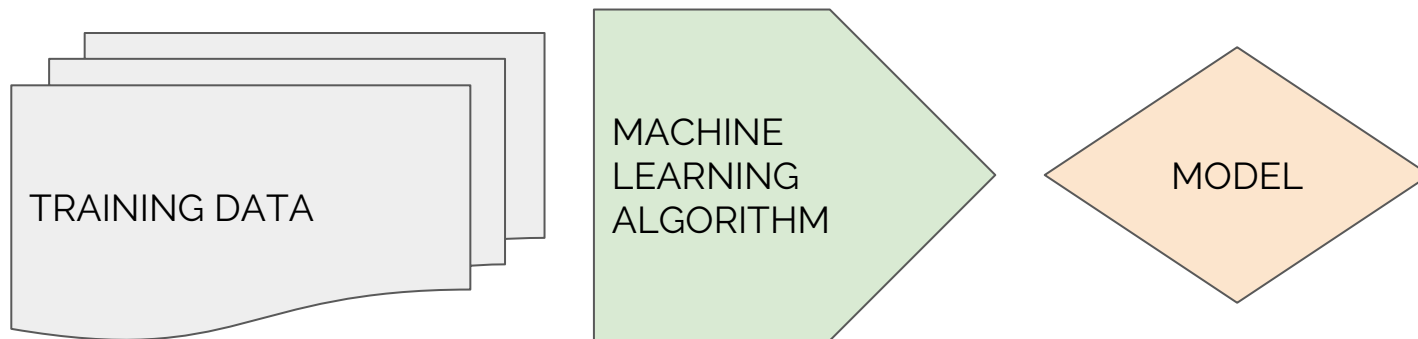 TRAINING DATA
MACHINE
LEARNING
ALGORITHM
MODEL